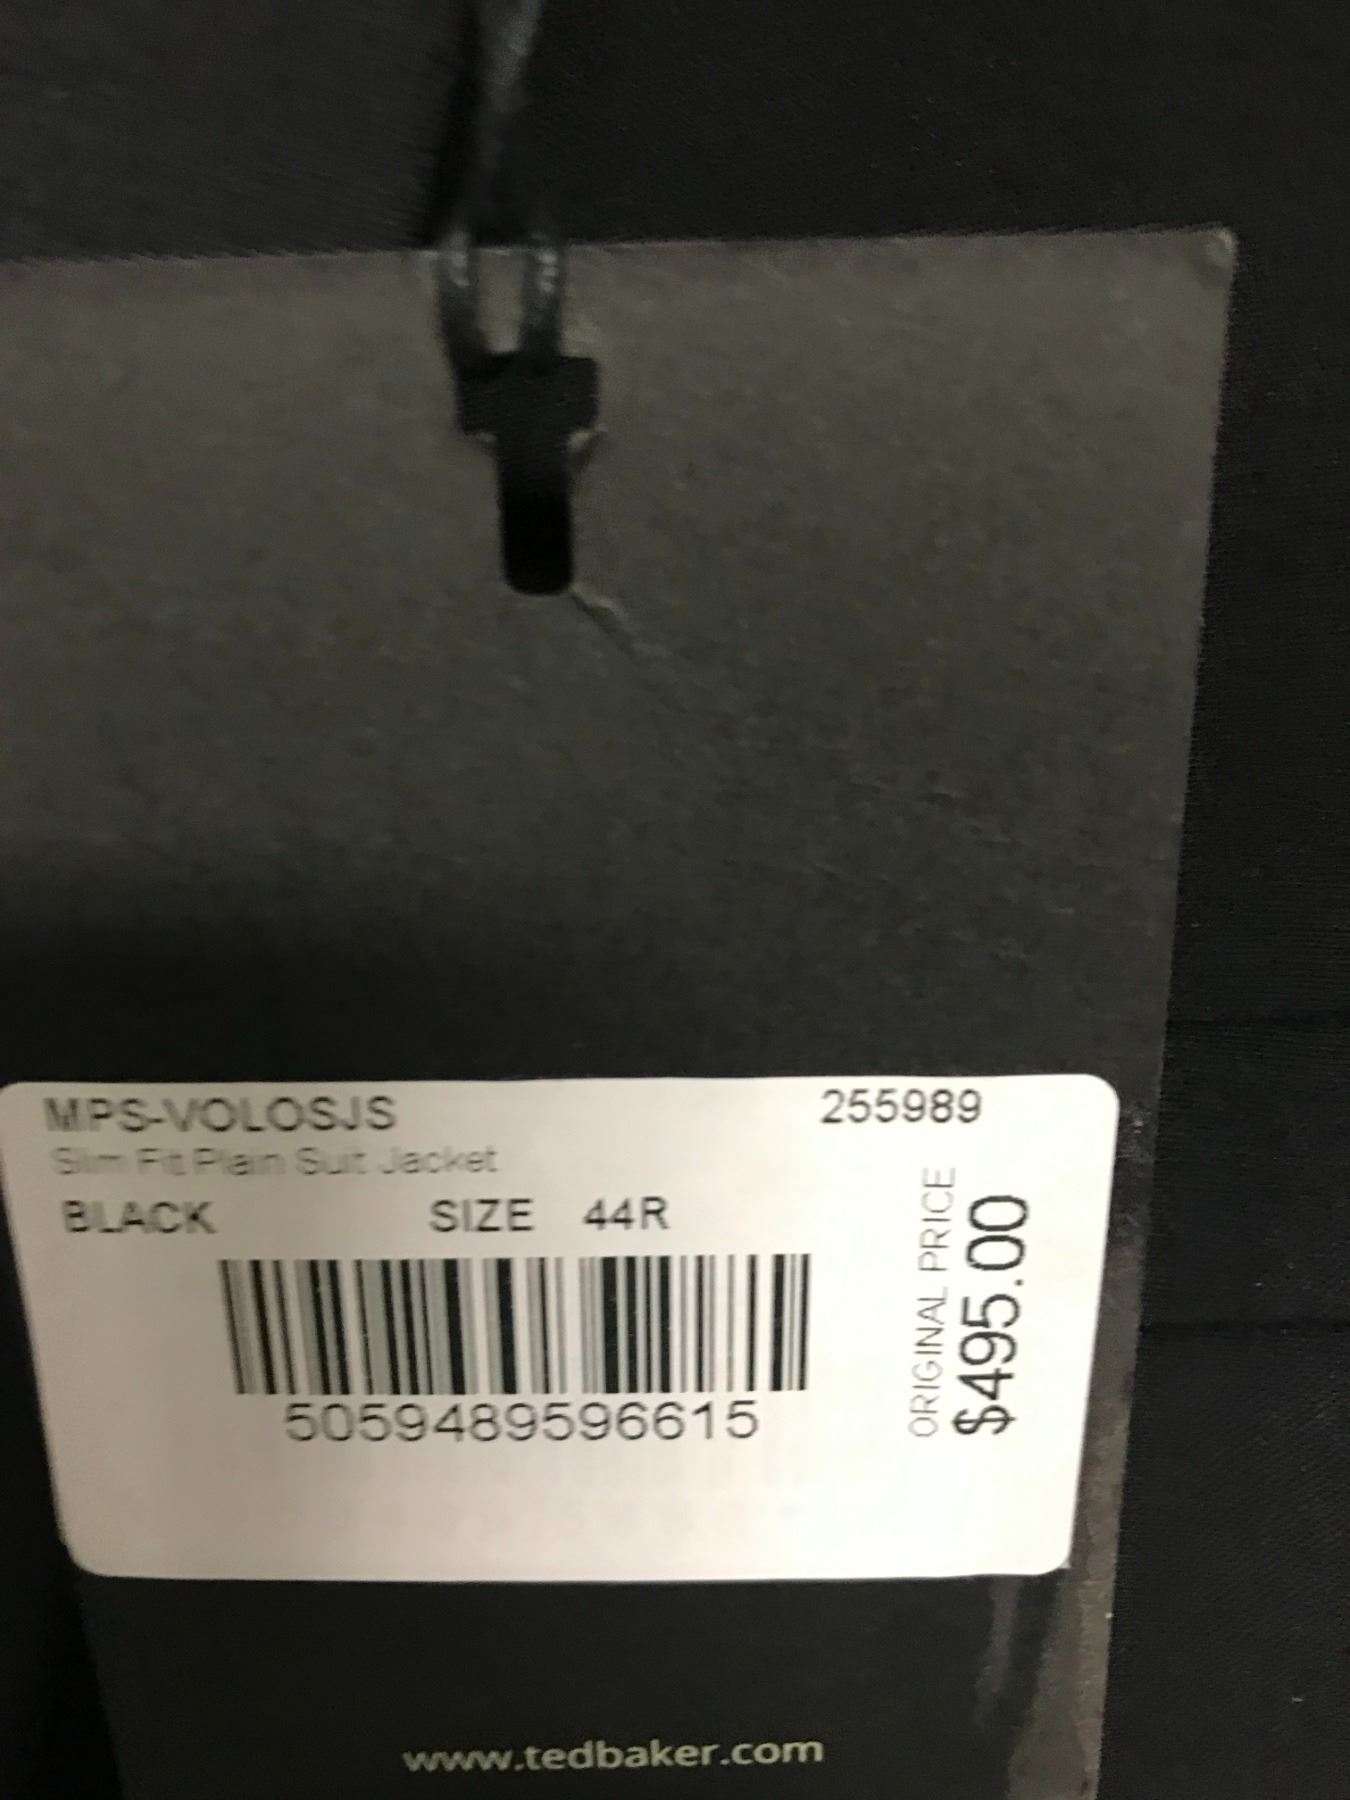 MPS-VOLOSJS 255989
Slim Fit Plain Suit Jacket
BLACK SIZE 44R
5059489596615
ORIGINAL PRICE
$495.00
www.tedbaker.com